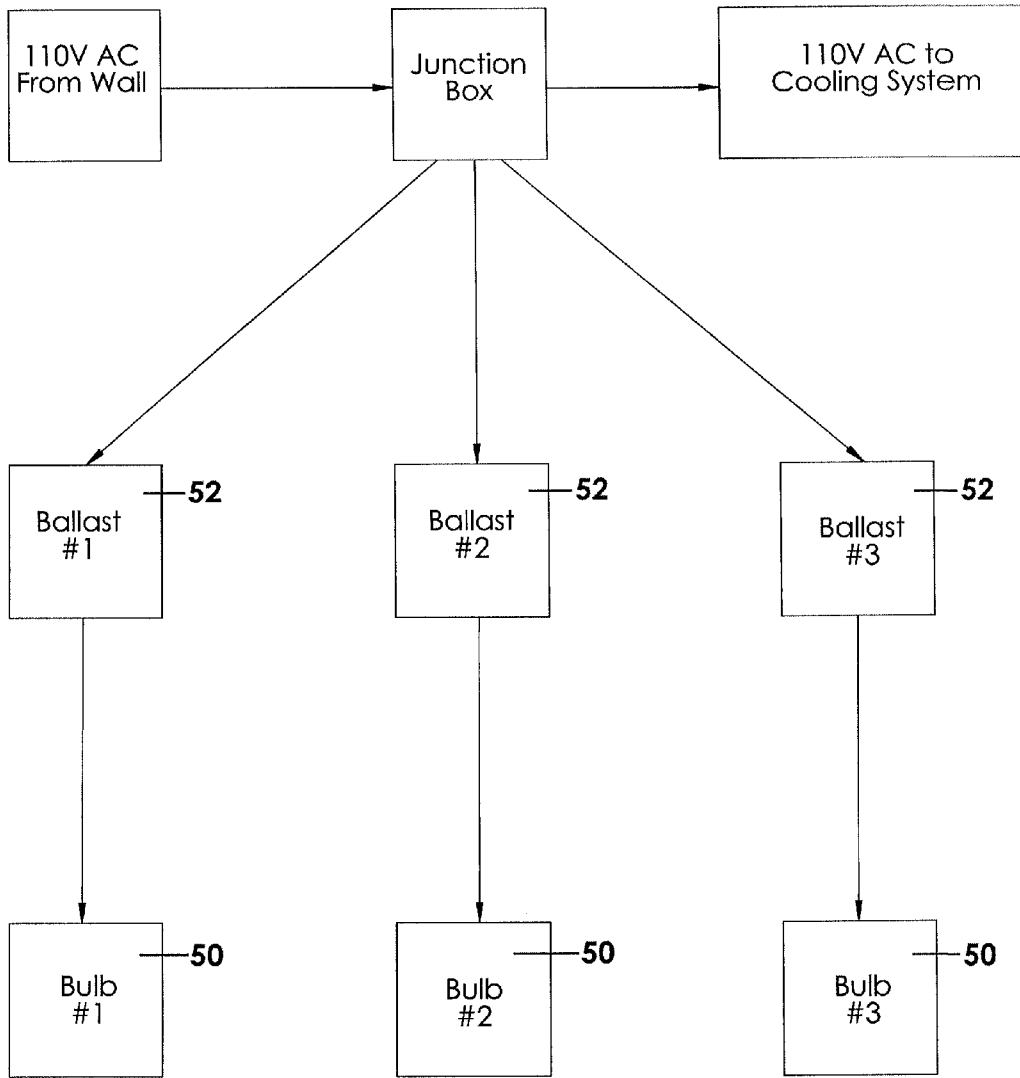 110V AC
From Wall
Junction
Box
110V AC to
Cooling System
Ballast
#1
52
Ballast
#2
52
Ballast
#3
52
Bulb
#1
50
Bulb
#2
50
Bulb
#3
50